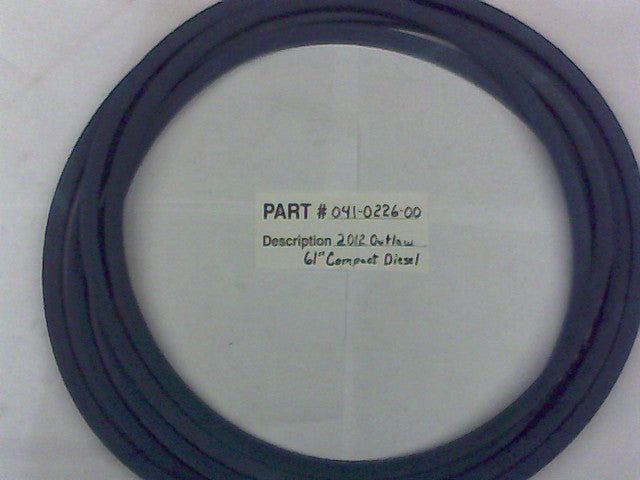 PART # 041-0226-00
Description 2012 Outlaw
61" Compact Diesel